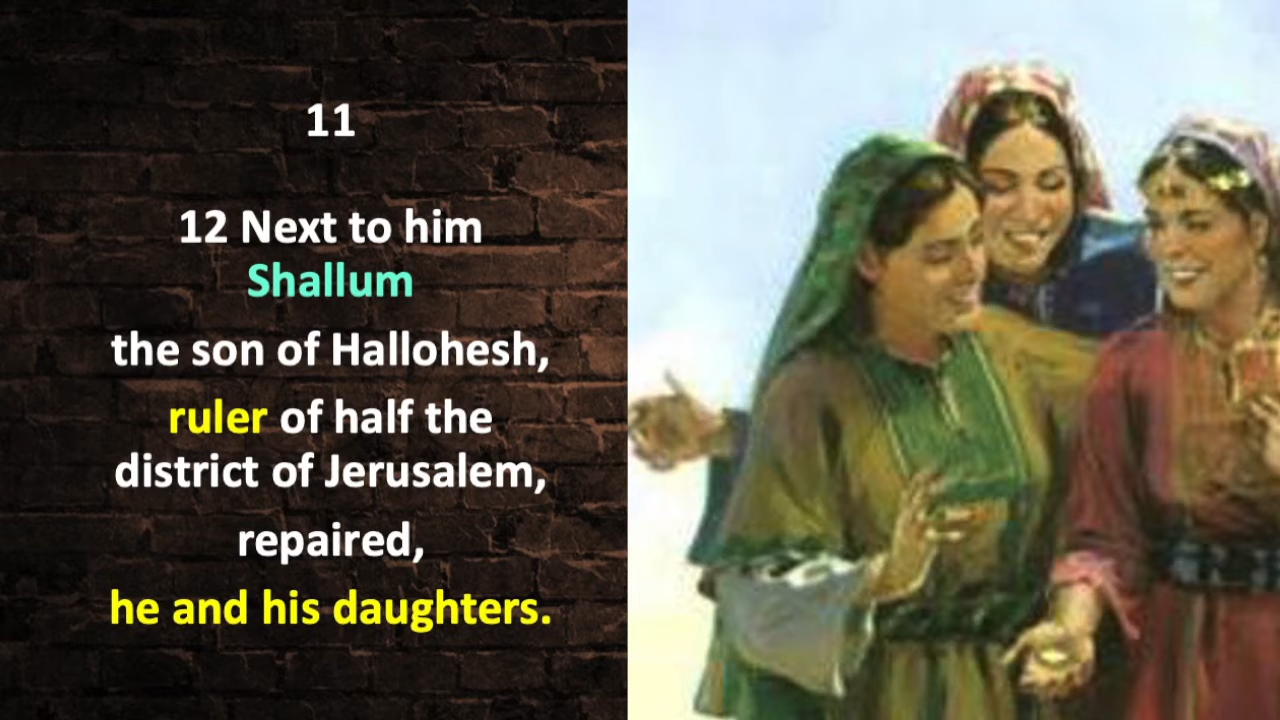 11
12 Next to him
Shallum
the son of Hallohesh,
ruler of half the
district of Jerusalem,
repaired,
he and his daughters.